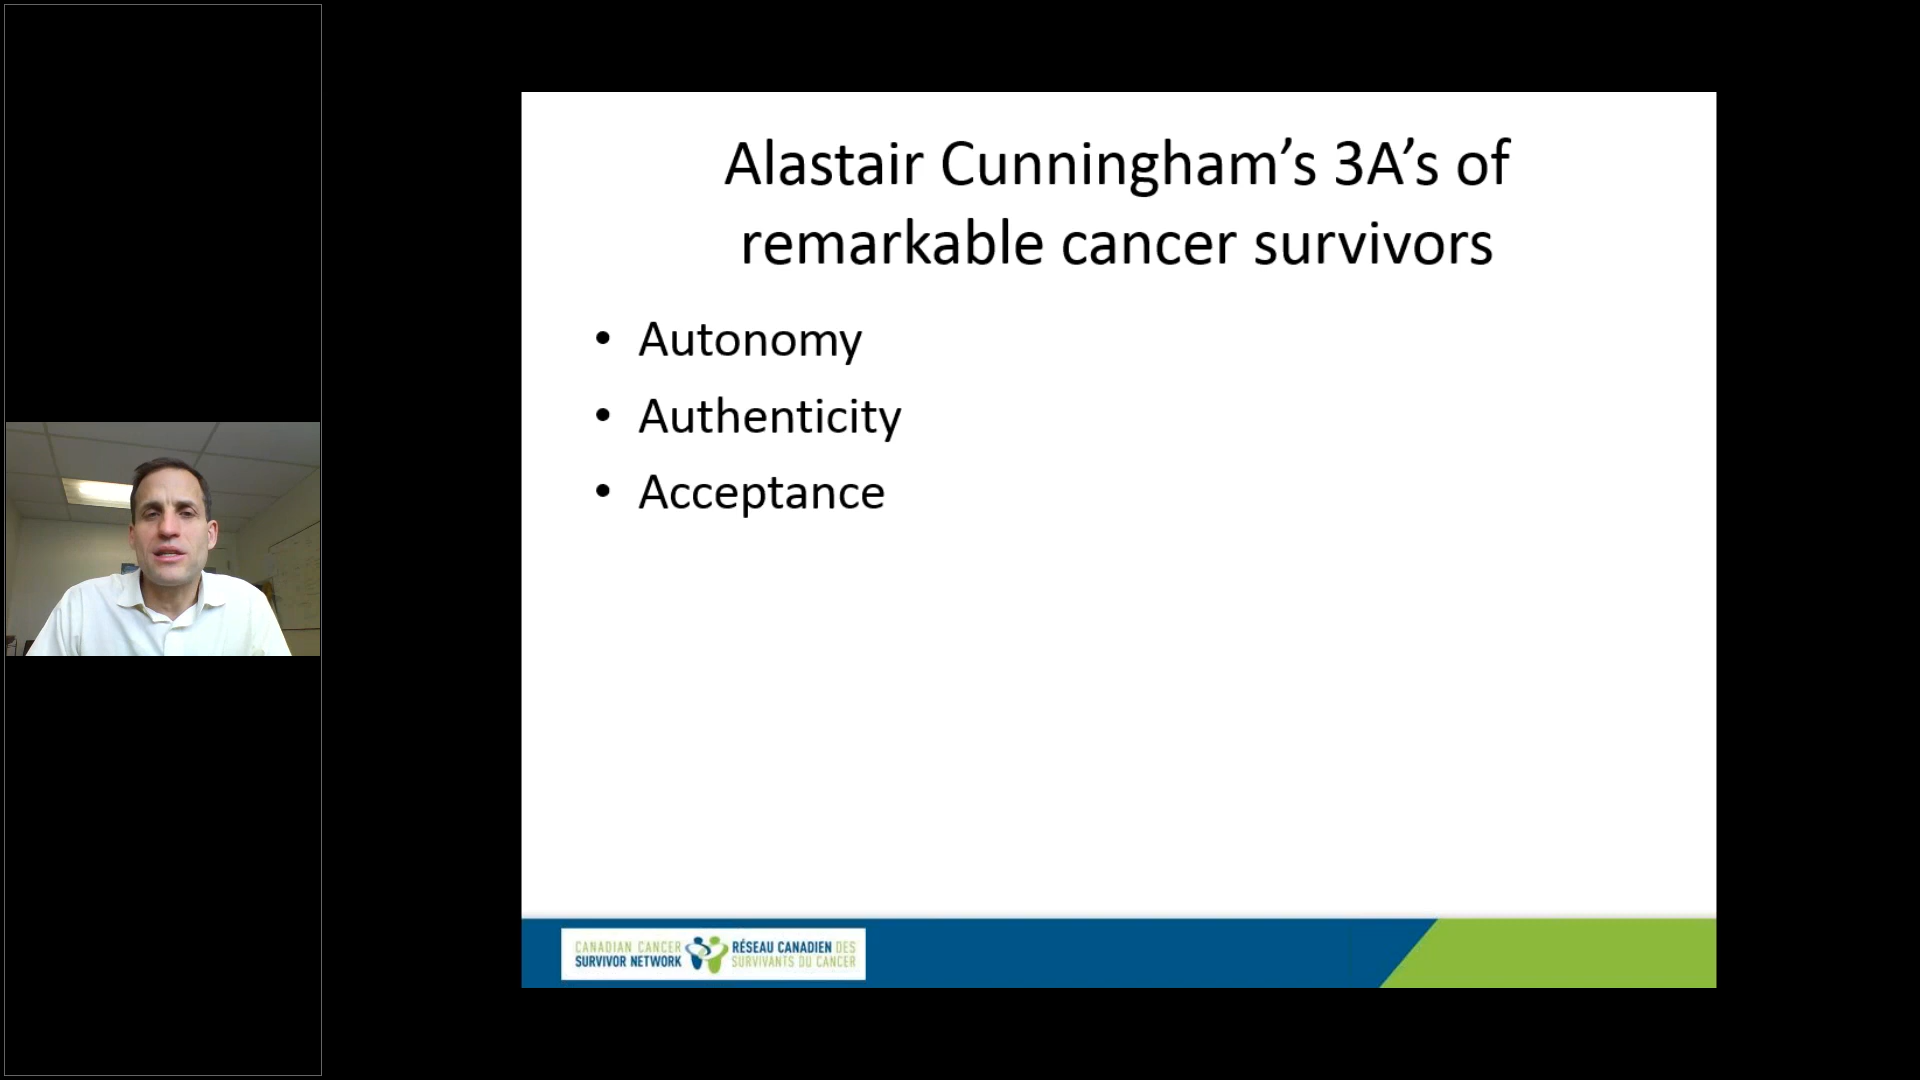 Alastair Cunningham’s 3A’s of
remarkable cancer survivors
• Autonomy
• Authenticity
• Acceptance
CANADIAN CANCER
SURVIVOR NETWORK
RÉSEAU CANADIEN DES
SURVIVANTS DU CANCER